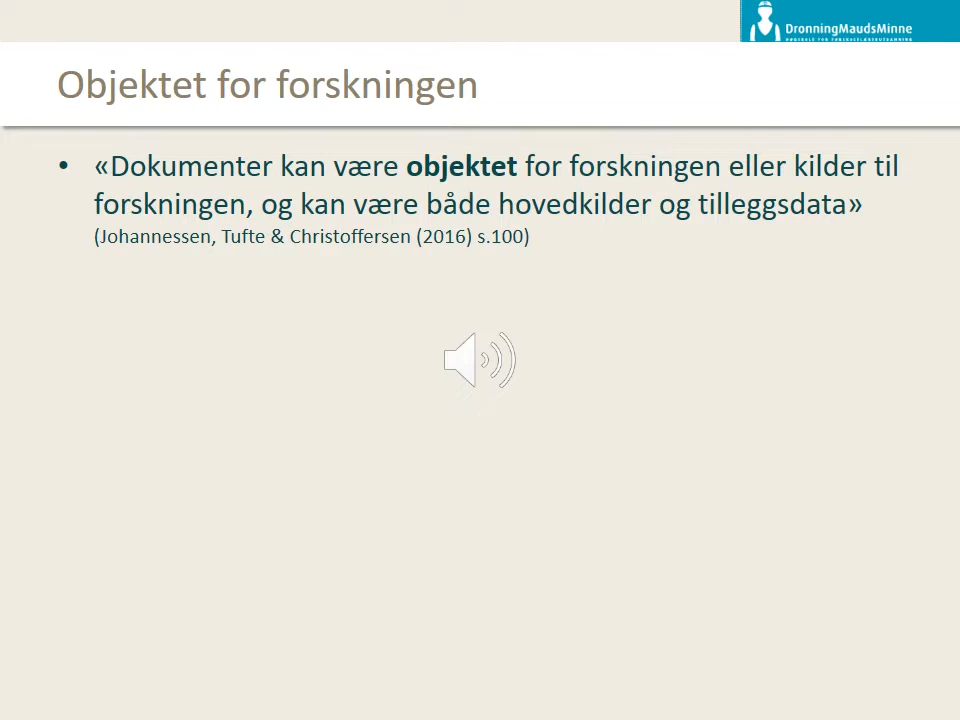 DronningMaudsMinne
Objektet for forskningen
• «Dokumenter kan være objektet for forskningen eller kilder til
forskningen, og kan være både hovedkilder og tilleggsdata»
(Johannessen, Tufte & Christoffersen (2016) s.100)